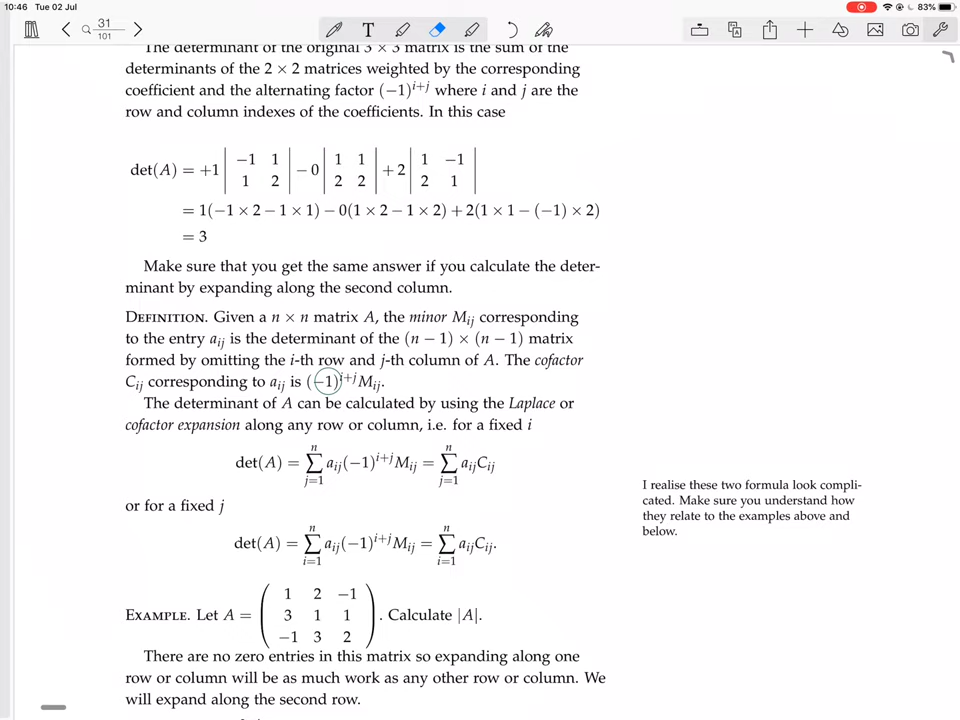 10:46 Tue 02 Jul
83%
31
101
T
The determinant of the original 3 × 3 matrix is the sum of the
determinants of the 2 × 2 matrices weighted by the corresponding
coefficient and the alternating factor (−1)^{i+j} where i and j are the
row and column indexes of the coefficients. In this case
det(A) = +1 | −1 1 ; 1 2 | − 0 | 1 1 ; 2 2 | + 2 | 1 −1 ; 2 1 |
= 1(−1 × 2 − 1 × 1) − 0(1 × 2 − 1 × 2) + 2(1 × 1 − (−1) × 2)
= 3
Make sure that you get the same answer if you calculate the deter-
minant by expanding along the second column.
DEFINITION. Given a n × n matrix A, the minor M_{ij} corresponding
to the entry a_{ij} is the determinant of the (n − 1) × (n − 1) matrix
formed by omitting the i-th row and j-th column of A. The cofactor
C_{ij} corresponding to a_{ij} is (−1)^{i+j} M_{ij}.
The determinant of A can be calculated by using the Laplace or
cofactor expansion along any row or column, i.e. for a fixed i
det(A) = ∑_{j=1}^{n} a_{ij}(−1)^{i+j} M_{ij} = ∑_{j=1}^{n} a_{ij}C_{ij}
or for a fixed j
det(A) = ∑_{i=1}^{n} a_{ij}(−1)^{i+j} M_{ij} = ∑_{i=1}^{n} a_{ij}C_{ij}.
I realise these two formula look compli-
cated. Make sure you understand how
they relate to the examples above and
below.
EXAMPLE. Let A = ( 1 2 −1 ; 3 1 1 ; −1 3 2 ). Calculate |A|.
There are no zero entries in this matrix so expanding along one
row or column will be as much work as any other row or column. We
will expand along the second row.